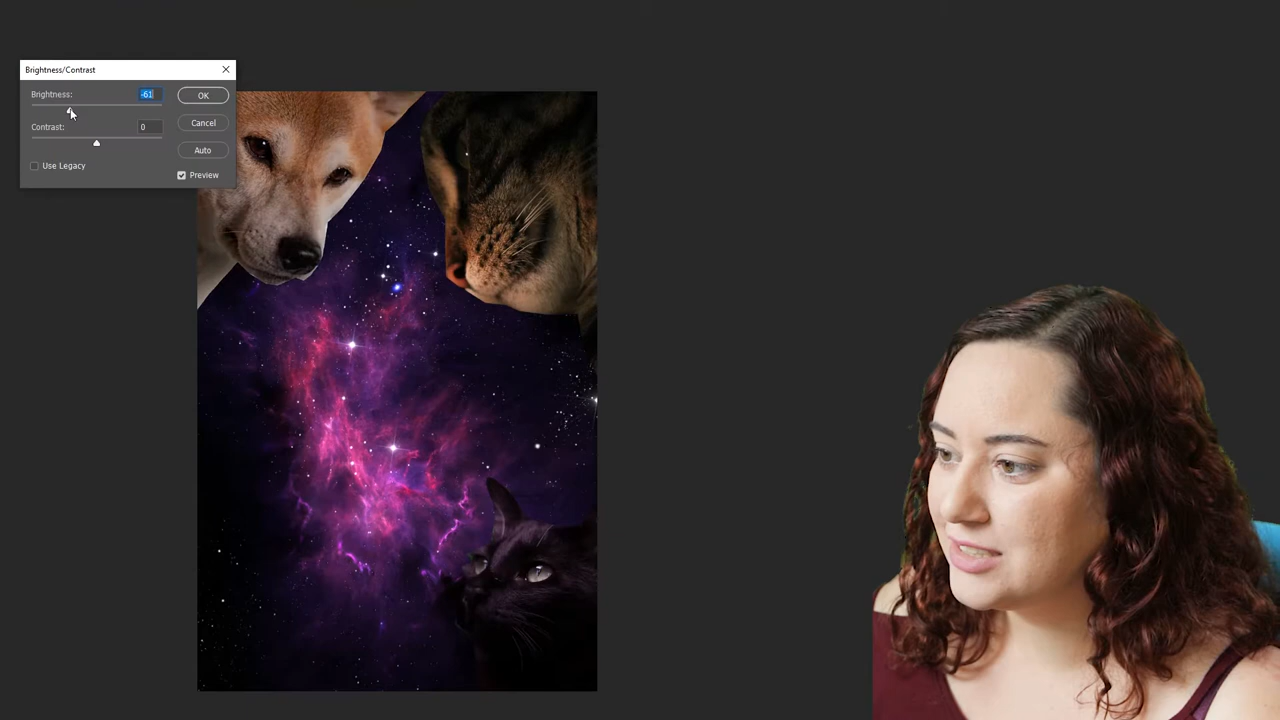 Brightness/Contrast
Brightness: -61
OK
Contrast: 0
Cancel
Auto
Use Legacy
Preview